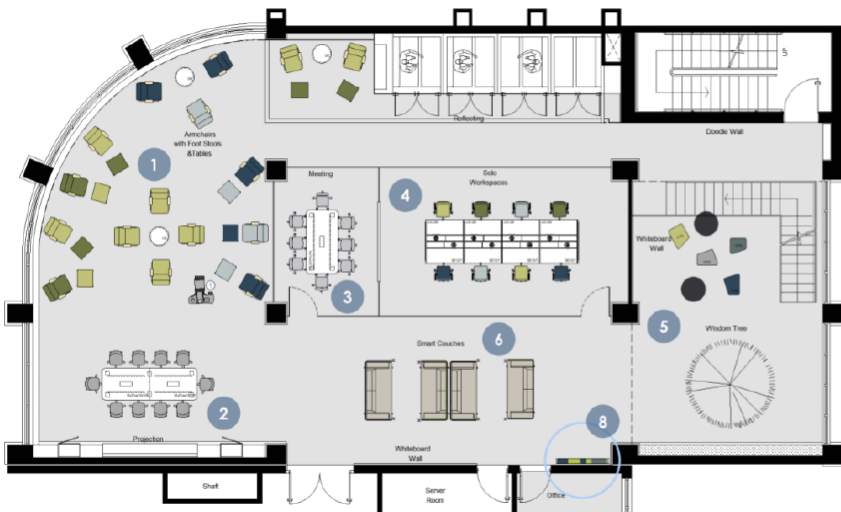 UP
Reflecting
Doodle Wall
Armchairs
with Foot Stools
&Tables
1
Meeting
Solo
Workspaces
4
Whiteboard
Wall
3
5
Wisdom Tree
Smart Couches
6
2
8
Projection
Whiteboard
Wall
Shaft
Server
Room
Office